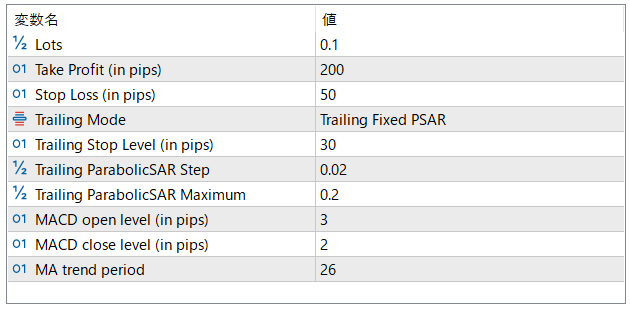 変数名 値
½ Lots 0.1
01 Take Profit (in pips) 200
01 Stop Loss (in pips) 50
Trailing Mode Trailing Fixed PSAR
01 Trailing Stop Level (in pips) 30
½ Trailing ParabolicSAR Step 0.02
½ Trailing ParabolicSAR Maximum 0.2
01 MACD open level (in pips) 3
01 MACD close level (in pips) 2
01 MA trend period 26